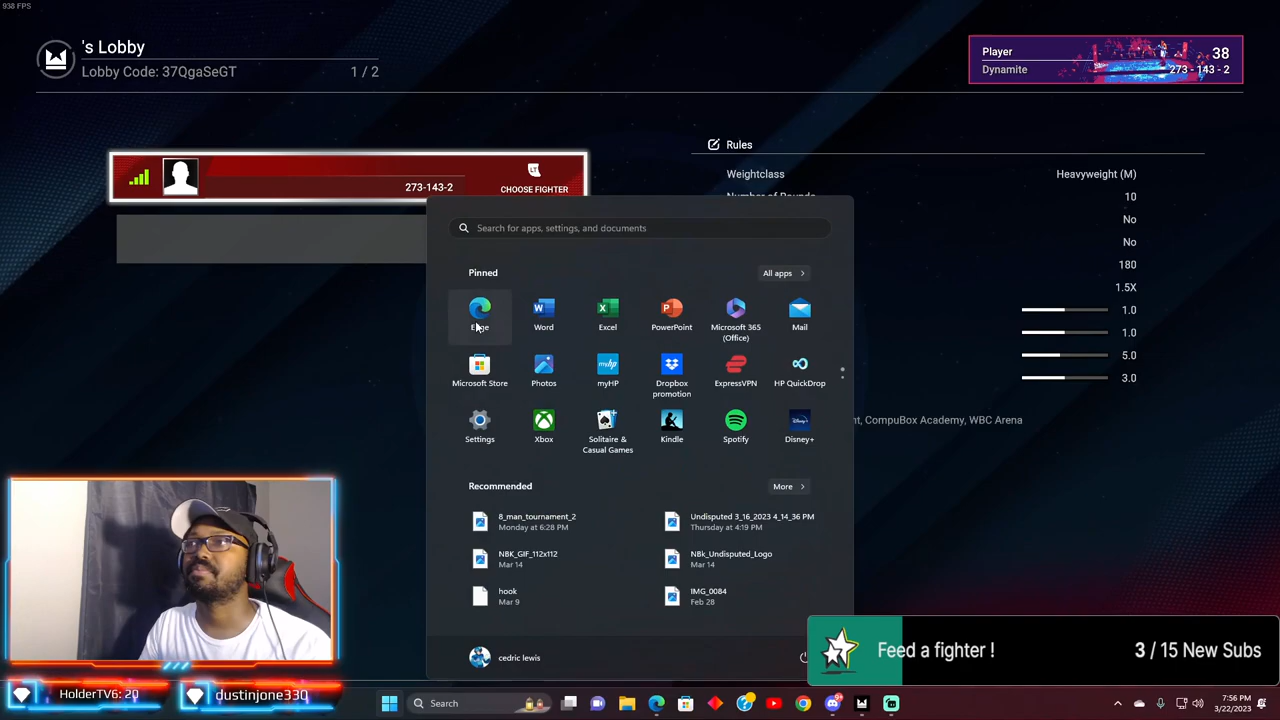 938 FPS
's Lobby
Lobby Code: 37QgaSeGT
1 / 2
Player
38
Dynamite
273 - 143 - 2
Rules
Weightclass
Heavyweight (M)
LT
273-143-2
CHOOSE FIGHTER
Number of Rounds
10
No
No
180
1.5X
1.0
1.0
5.0
3.0
CompuBox Academy, WBC Arena
Search for apps, settings, and documents
Pinned
All apps
Edge
Word
Excel
PowerPoint
Microsoft 365 (Office)
Mail
Microsoft Store
Photos
myHP
Dropbox promotion
ExpressVPN
HP QuickDrop
Settings
Xbox
Solitaire & Casual Games
Kindle
Spotify
Disney+
Recommended
More
8_man_tournament_2
Monday at 6:28 PM
Undisputed 3_16_2023 4_14_36 PM
Thursday at 4:19 PM
NBK_GIF_112x112
Mar 14
NBk_Undisputed_Logo
Mar 14
hook
Mar 9
IMG_0084
Feb 28
cedric lewis
Feed a fighter !
3 / 15 New Subs
HolderTV6: 20
dustinjone330
Search
7:56 PM
3/22/2023